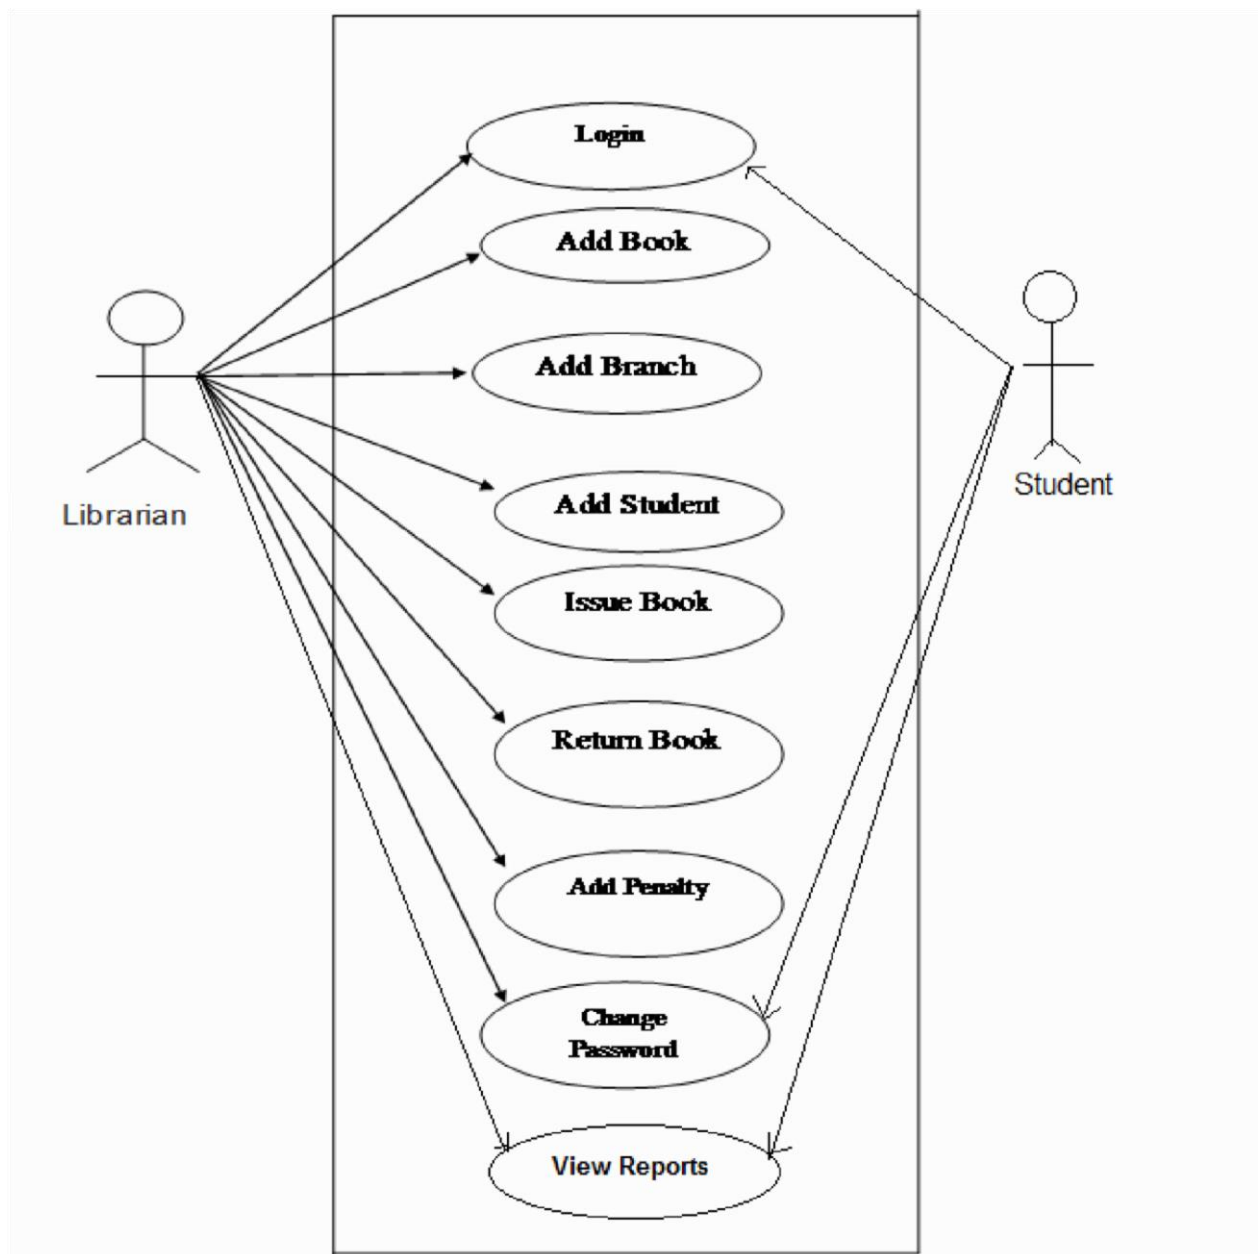 Login
Add Book
Add Branch
Add Student
Librarian
Student
Issue Book
Return Book
Add Penalty
Change
Password
View Reports